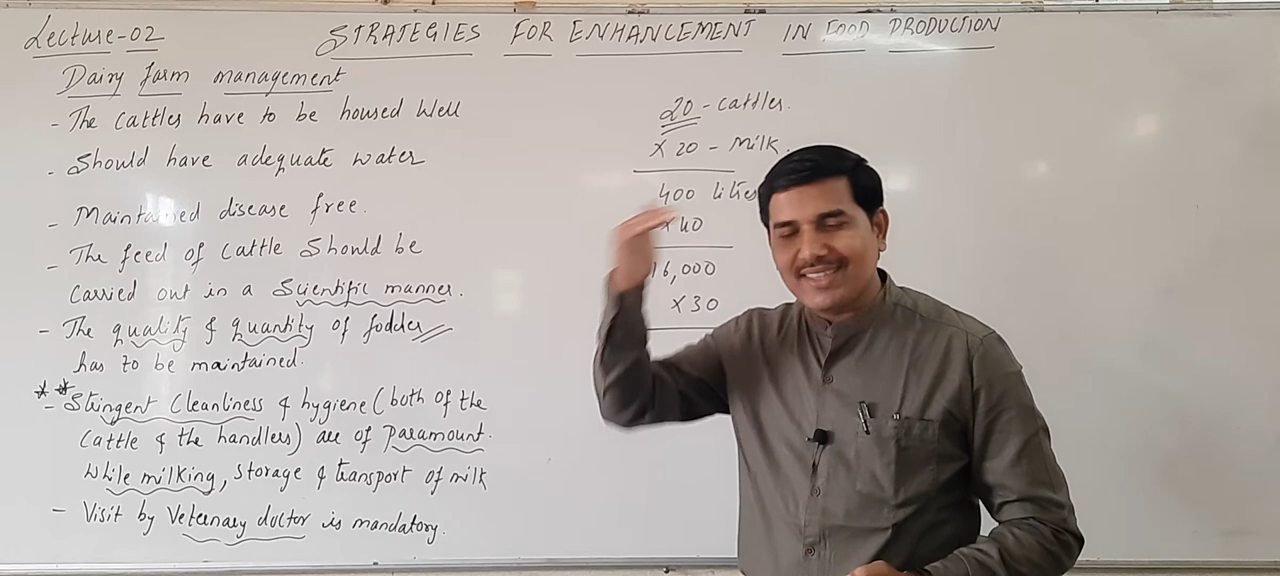 Lecture-02
STRATEGIES FOR ENHANCEMENT IN FOOD PRODUCTION
Dairy farm management
- The cattles have to be housed well
- Should have adequate water
- Maintained disease free.
- The feed of cattle should be
carried out in a Scientific manner.
- The quality & quantity of fodder
has to be maintained.
** - Stringent cleanliness & hygiene (both of the
cattle & the handlers) are of paramount.
while milking, storage & transport of milk
- Visit by Veternary doctor is mandatory.
20 - cattles.
x 20 - milk.
400 litres
x 40
16,000
x 30